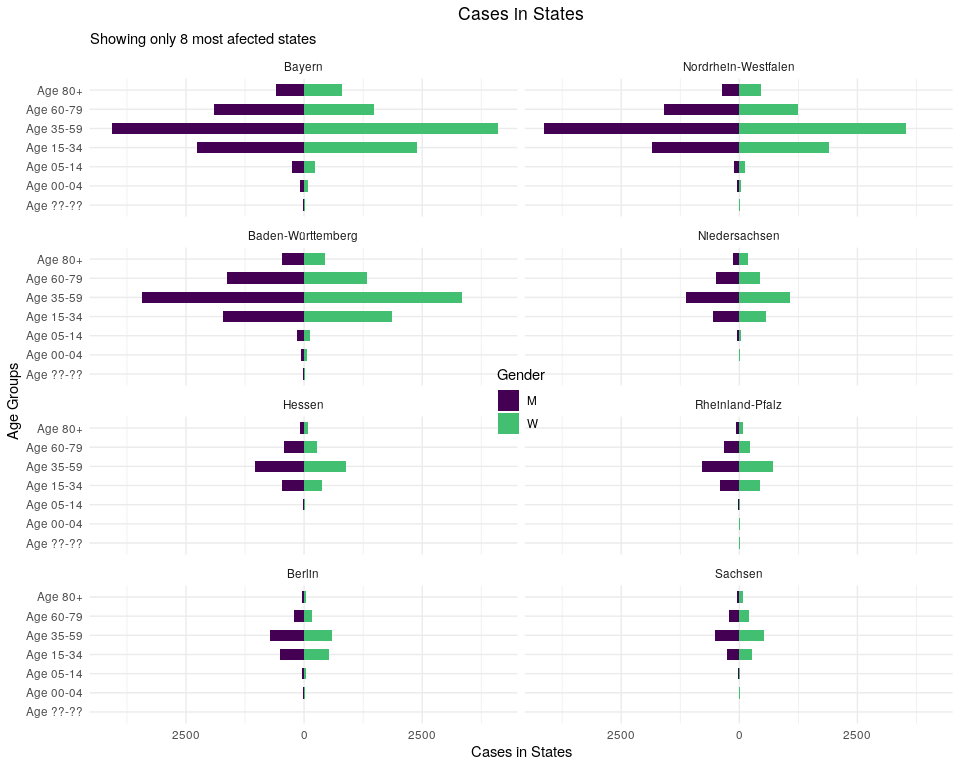 Cases in States
Showing only 8 most afected states
Bayern
Nordrhein-Westfalen
Age 80+
Age 60-79
Age 35-59
Age 15-34
Age 05-14
Age 00-04
Age ??-??
Baden-Württemberg
Niedersachsen
Age 80+
Age 60-79
Age 35-59
Age 15-34
Age 05-14
Age 00-04
Age ??-??
Age Groups
Gender
M
W
Hessen
Rheinland-Pfalz
Age 80+
Age 60-79
Age 35-59
Age 15-34
Age 05-14
Age 00-04
Age ??-??
Berlin
Sachsen
Age 80+
Age 60-79
Age 35-59
Age 15-34
Age 05-14
Age 00-04
Age ??-??
2500 0 2500 2500 0 2500
Cases in States